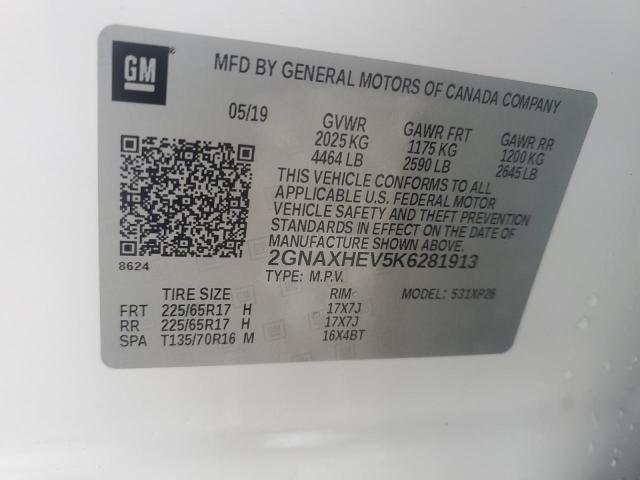 GM
MFD BY GENERAL MOTORS OF CANADA COMPANY
05/19
GVWR GAWR FRT GAWR RR
2025 KG 1175 KG 1200 KG
4464 LB 2590 LB 2645 LB
THIS VEHICLE CONFORMS TO ALL
APPLICABLE U.S. FEDERAL MOTOR
VEHICLE SAFETY AND THEFT PREVENTION
STANDARDS IN EFFECT ON THE DATE OF
MANUFACTURE SHOWN ABOVE.
2GNAXHEV5K6281913
8624
TYPE: M.P.V. MODEL: 531XP26
TIRE SIZE RIM
FRT 225/65R17 H 17X7J
RR 225/65R17 H 17X7J
SPA T135/70R16 M 16X4BT